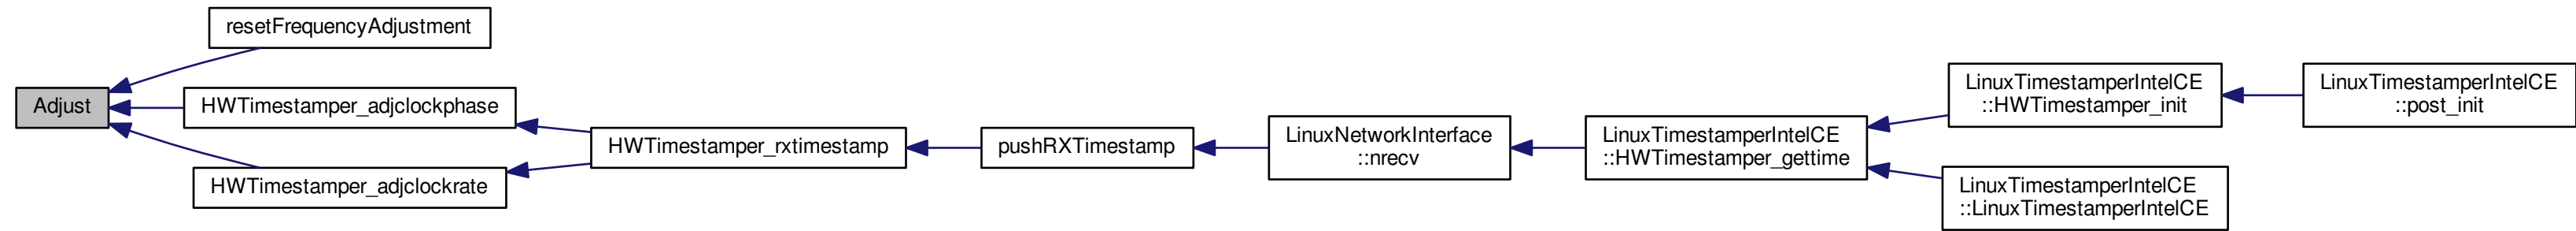 resetFrequencyAdjustment
Adjust
HWTimestamper_adjclockphase
HWTimestamper_adjclockrate
HWTimestamper_rxtimestamp
pushRXTimestamp
LinuxNetworkInterface
::nrecv
LinuxTimestamperIntelCE
::HWTimestamper_gettime
LinuxTimestamperIntelCE
::HWTimestamper_init
LinuxTimestamperIntelCE
::LinuxTimestamperIntelCE
LinuxTimestamperIntelCE
::post_init